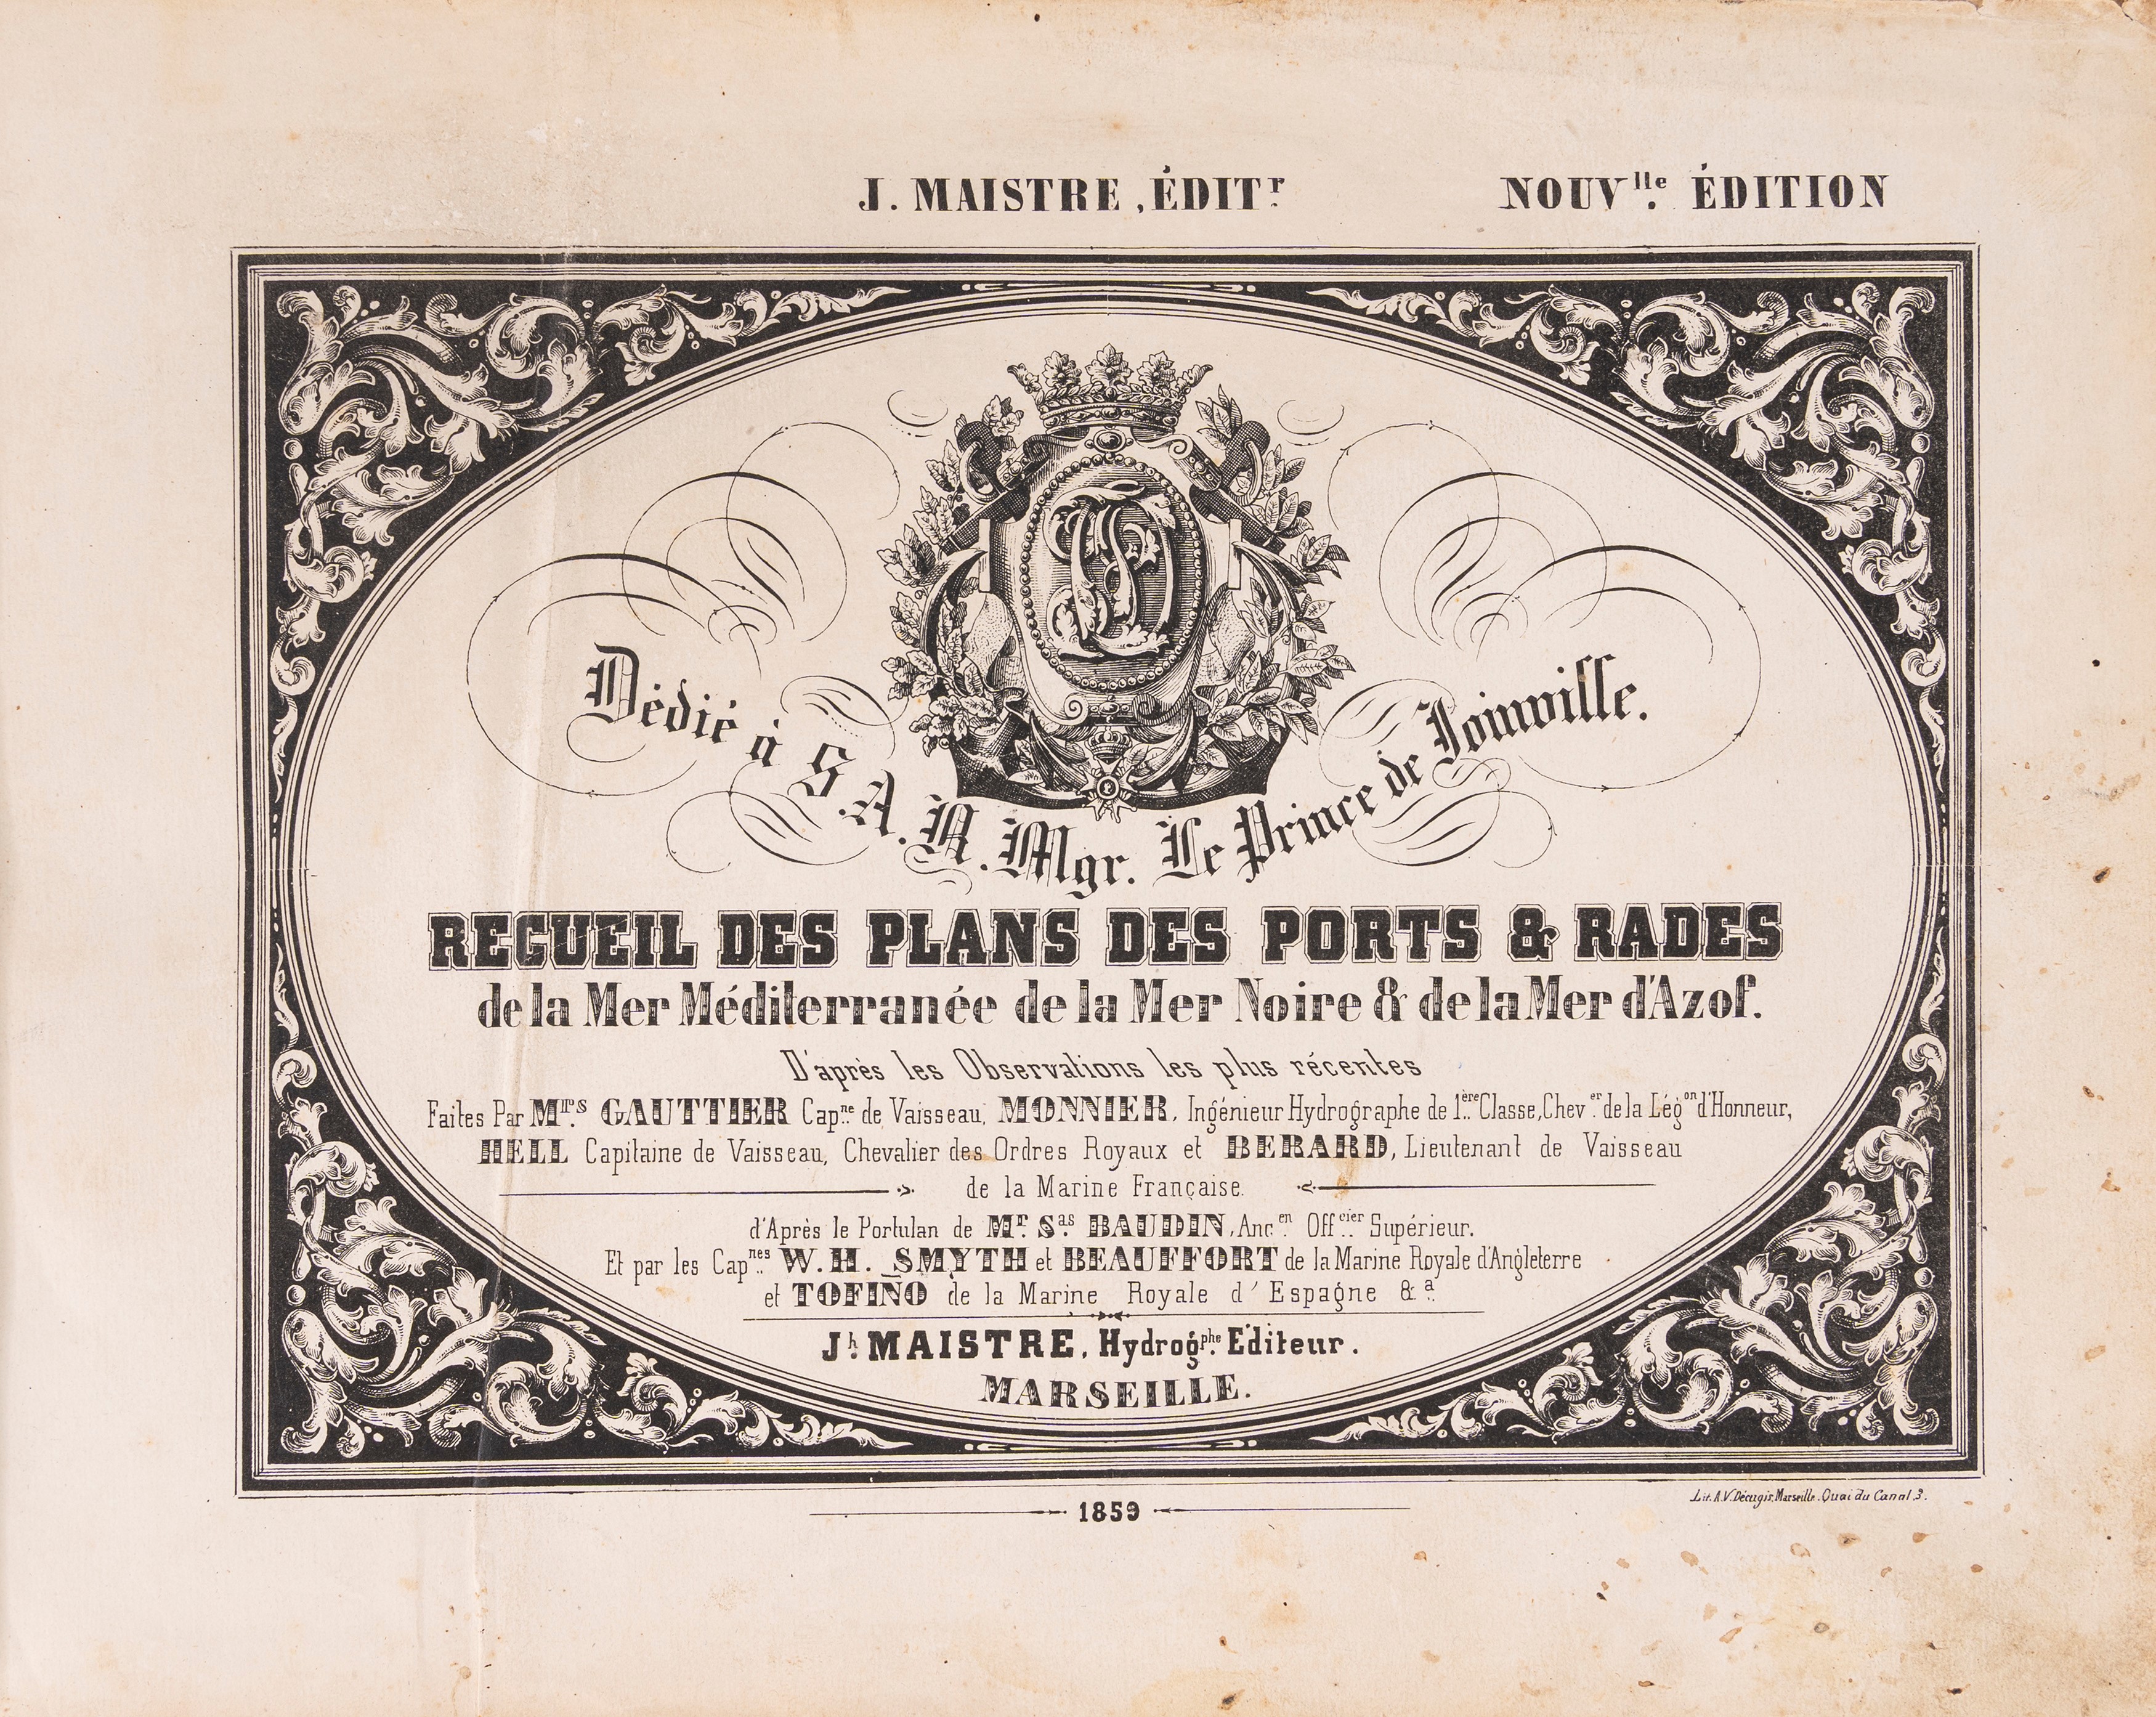 J. MAISTRE, ÉDITr.
NOUVlle. ÉDITION
Dédié à S.A.R. Mgr. Le Prince de Joinville.
RECUEIL DES PLANS DES PORTS & RADES
de la Mer Méditerranée de la Mer Noire & de la Mer d'Azof.
D'après les Observations les plus récentes
Faites Par Mrs. GAUTTIER Capne. de Vaisseau, MONNIER, Ingénieur Hydrographe de 1ère. Classe, Chever. de la Légon d'Honneur,
HELL Capitaine de Vaisseau, Chevalier des Ordres Royaux et BERARD, Lieutenant de Vaisseau
de la Marine Française.
d'Après le Portulan de Mr. Sas. BAUDIN, Ancen. Officier. Supérieur.
Et par les Capnes. W. H. SMYTH et BEAUFFORT de la Marine Royale d'Angleterre
et TOFIÑO de la Marine Royale d'Espagne &a.
Jh. MAISTRE, Hydrogphe. Editeur.
MARSEILLE.
Lit. A.V. Décugis, Marseille. Quai du Canal 3.
1859